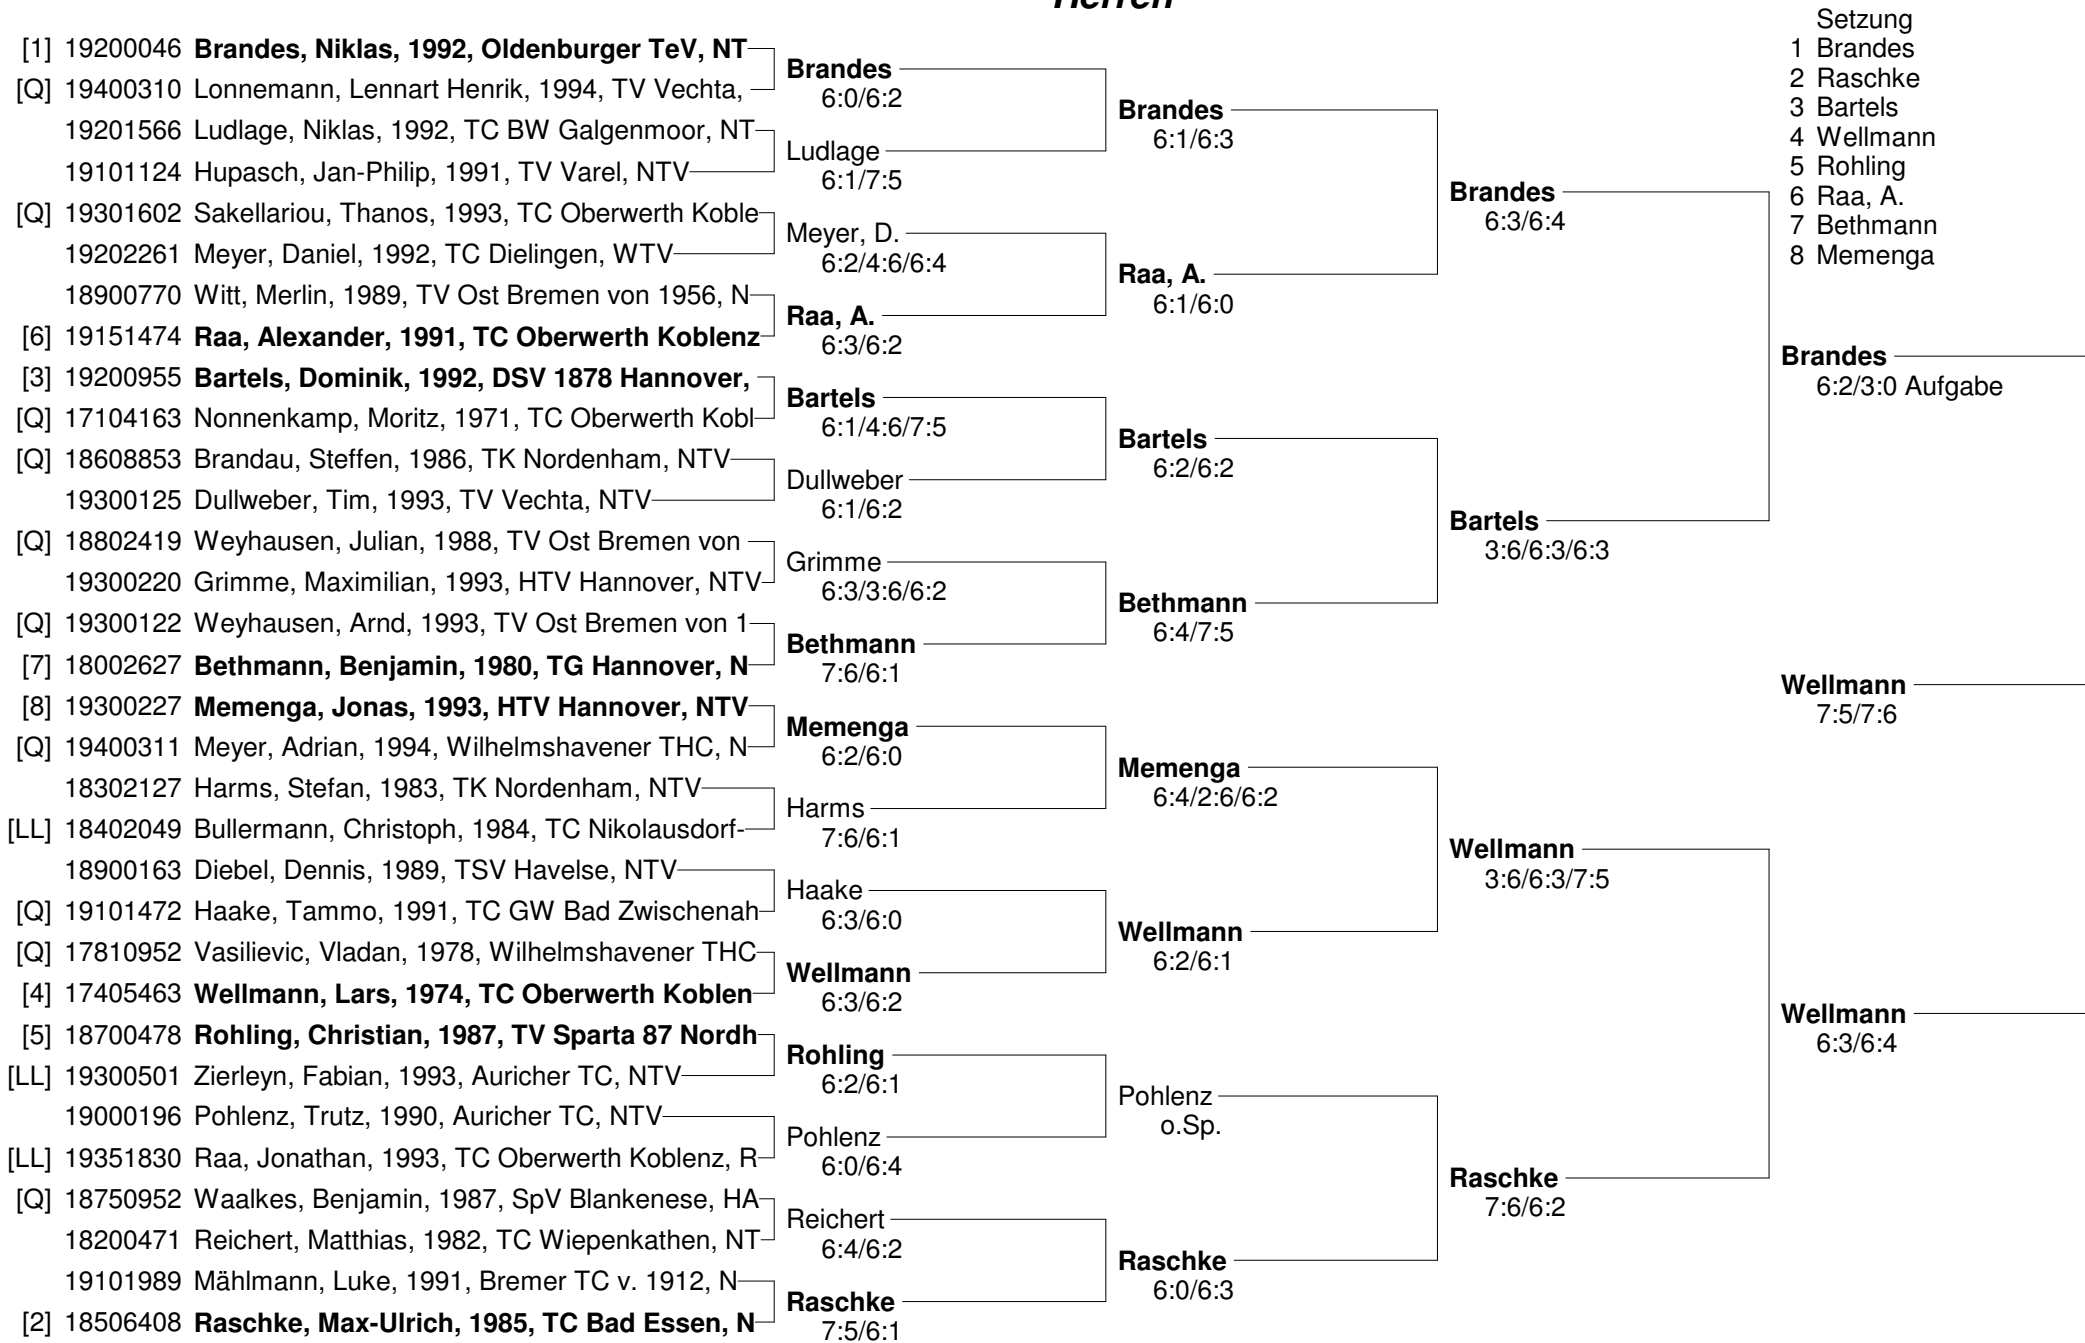 Herren
Setzung
1 Brandes
2 Raschke
3 Bartels
4 Wellmann
5 Rohling
6 Raa, A.
7 Bethmann
8 Memenga
[1] 19200046 Brandes, Niklas, 1992, Oldenburger TeV, NT
[Q] 19400310 Lonnemann, Lennart Henrik, 1994, TV Vechta,
19201566 Ludlage, Niklas, 1992, TC BW Galgenmoor, NT
19101124 Hupasch, Jan-Philip, 1991, TV Varel, NTV
[Q] 19301602 Sakellariou, Thanos, 1993, TC Oberwerth Koble
19202261 Meyer, Daniel, 1992, TC Dielingen, WTV
18900770 Witt, Merlin, 1989, TV Ost Bremen von 1956, N
[6] 19151474 Raa, Alexander, 1991, TC Oberwerth Koblenz
[3] 19200955 Bartels, Dominik, 1992, DSV 1878 Hannover,
[Q] 17104163 Nonnenkamp, Moritz, 1971, TC Oberwerth Kobl
[Q] 18608853 Brandau, Steffen, 1986, TK Nordenham, NTV
19300125 Dullweber, Tim, 1993, TV Vechta, NTV
[Q] 18802419 Weyhausen, Julian, 1988, TV Ost Bremen von
19300220 Grimme, Maximilian, 1993, HTV Hannover, NTV
[Q] 19300122 Weyhausen, Arnd, 1993, TV Ost Bremen von 1
[7] 18002627 Bethmann, Benjamin, 1980, TG Hannover, N
[8] 19300227 Memenga, Jonas, 1993, HTV Hannover, NTV
[Q] 19400311 Meyer, Adrian, 1994, Wilhelmshavener THC, N
18302127 Harms, Stefan, 1983, TK Nordenham, NTV
[LL] 18402049 Bullermann, Christoph, 1984, TC Nikolausdorf-
18900163 Diebel, Dennis, 1989, TSV Havelse, NTV
[Q] 19101472 Haake, Tammo, 1991, TC GW Bad Zwischenah
[Q] 17810952 Vasilievic, Vladan, 1978, Wilhelmshavener THC
[4] 17405463 Wellmann, Lars, 1974, TC Oberwerth Koblen
[5] 18700478 Rohling, Christian, 1987, TV Sparta 87 Nordh
[LL] 19300501 Zierleyn, Fabian, 1993, Auricher TC, NTV
19000196 Pohlenz, Trutz, 1990, Auricher TC, NTV
[LL] 19351830 Raa, Jonathan, 1993, TC Oberwerth Koblenz, R
[Q] 18750952 Waalkes, Benjamin, 1987, SpV Blankenese, HA
18200471 Reichert, Matthias, 1982, TC Wiepenkathen, NT
19101989 Mählmann, Luke, 1991, Bremer TC v. 1912, N
[2] 18506408 Raschke, Max-Ulrich, 1985, TC Bad Essen, N
Brandes
6:0/6:2
Ludlage
6:1/7:5
Meyer, D.
6:2/4:6/6:4
Raa, A.
6:3/6:2
Bartels
6:1/4:6/7:5
Dullweber
6:1/6:2
Grimme
6:3/3:6/6:2
Bethmann
7:6/6:1
Memenga
6:2/6:0
Harms
7:6/6:1
Haake
6:3/6:0
Wellmann
6:3/6:2
Rohling
6:2/6:1
Pohlenz
6:0/6:4
Reichert
6:4/6:2
Raschke
7:5/6:1
Brandes
6:1/6:3
Raa, A.
6:1/6:0
Bartels
6:2/6:2
Bethmann
6:4/7:5
Memenga
6:4/2:6/6:2
Wellmann
6:2/6:1
Pohlenz
o.Sp.
Raschke
6:0/6:3
Brandes
6:3/6:4
Bartels
3:6/6:3/6:3
Wellmann
3:6/6:3/7:5
Raschke
7:6/6:2
Brandes
6:2/3:0 Aufgabe
Wellmann
7:5/7:6
Wellmann
6:3/6:4